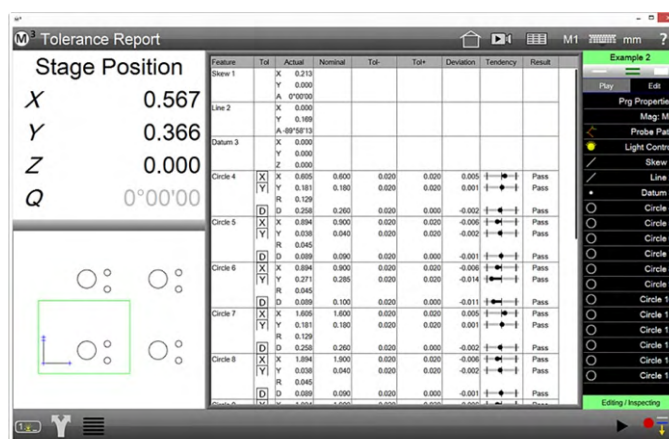 M³ Tolerance Report M1 mm ?
Stage Position
X 0.567
Y 0.366
Z 0.000
Q 0°00'00
Feature Tol Actual Nominal Tol- Tol+ Deviation Tendency Result
Skew 1 X 0.213
Y 0.000
A 0°00'00
Line 2 X 0.000
Y 0.169
A -89°58'13
Datum 3 X 0.000
Y 0.000
Z 0.000
Circle 4 X X 0.605 0.600 0.020 0.020 0.005 Pass
Y Y 0.181 0.180 0.020 0.020 0.001 Pass
R 0.129
D D 0.258 0.260 0.020 0.000 -0.002 Pass
Circle 5 X X 0.894 0.900 0.020 0.020 -0.006 Pass
Y Y 0.038 0.040 0.020 0.020 -0.002 Pass
R 0.045
D D 0.089 0.090 0.020 0.000 -0.001 Pass
Circle 6 X X 0.894 0.900 0.020 0.020 -0.006 Pass
Y Y 0.271 0.285 0.020 0.020 -0.014 Pass
R 0.045
D D 0.089 0.100 0.020 0.000 -0.011 Pass
Circle 7 X X 1.605 1.600 0.020 0.020 0.005 Pass
Y Y 0.181 0.180 0.020 0.020 0.001 Pass
R 0.129
D D 0.258 0.260 0.020 0.000 -0.002 Pass
Circle 8 X X 1.894 1.900 0.020 0.020 -0.006 Pass
Y Y 0.038 0.040 0.020 0.020 -0.002 Pass
R 0.045
D D 0.089 0.090 0.020 0.000 -0.001 Pass
Example 2
Play Edit
Prg Propertie
Mag: M
Probe Pat
Light Contro
Skew
Line
Datum
Circle
Circle
Circle
Circle
Circle
Circle
Circle 1
Circle 1
Circle 1
Circle 1
Circle 1
Circle 1
Editing / Inspecting